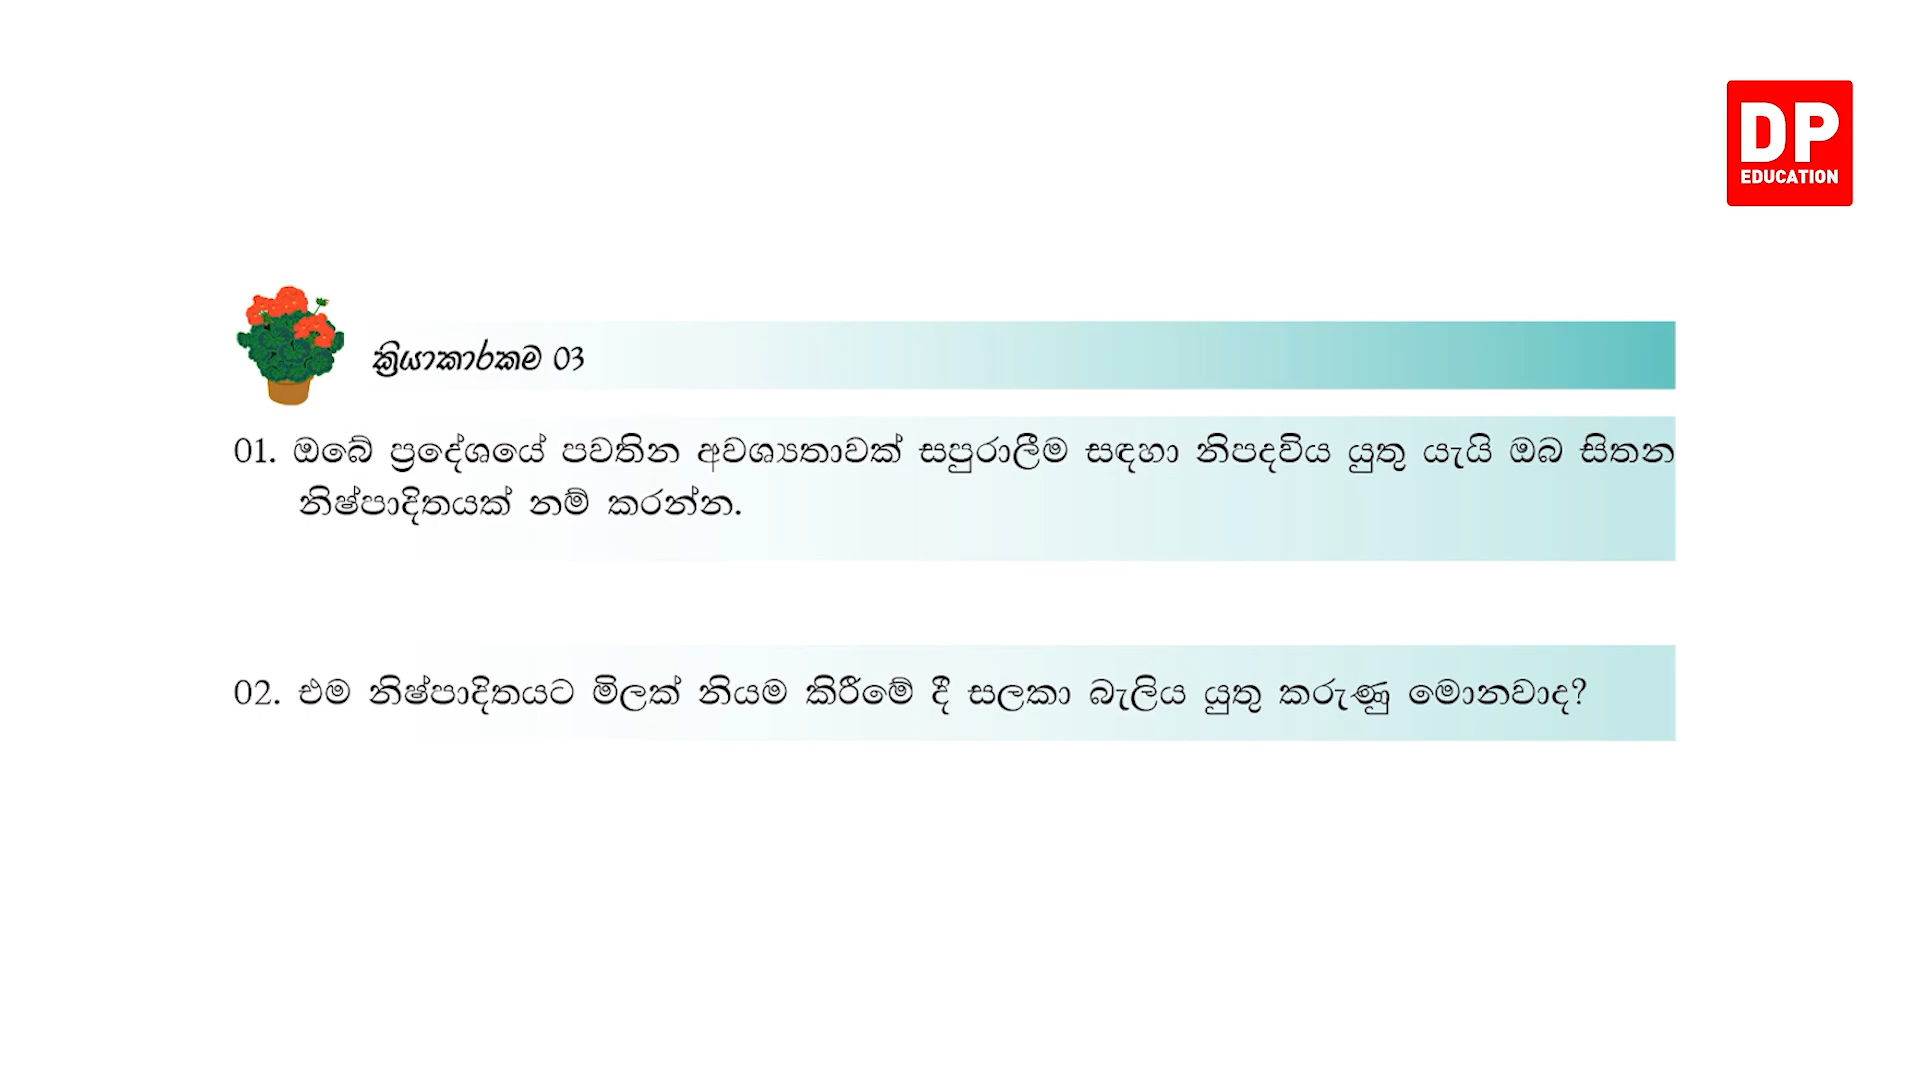 DP
EDUCATION
ක්‍රියාකාරකම 03
01. ඔබේ ප්‍රදේශයේ පවතින අවශ්‍යතාවක් සපුරාලීම සඳහා නිපදවිය යුතු යැයි ඔබ සිතන
නිෂ්පාදිතයක් නම් කරන්න.
02. එම නිෂ්පාදිතයට මිලක් නියම කිරීමේ දී සලකා බැලිය යුතු කරුණු මොනවාද?